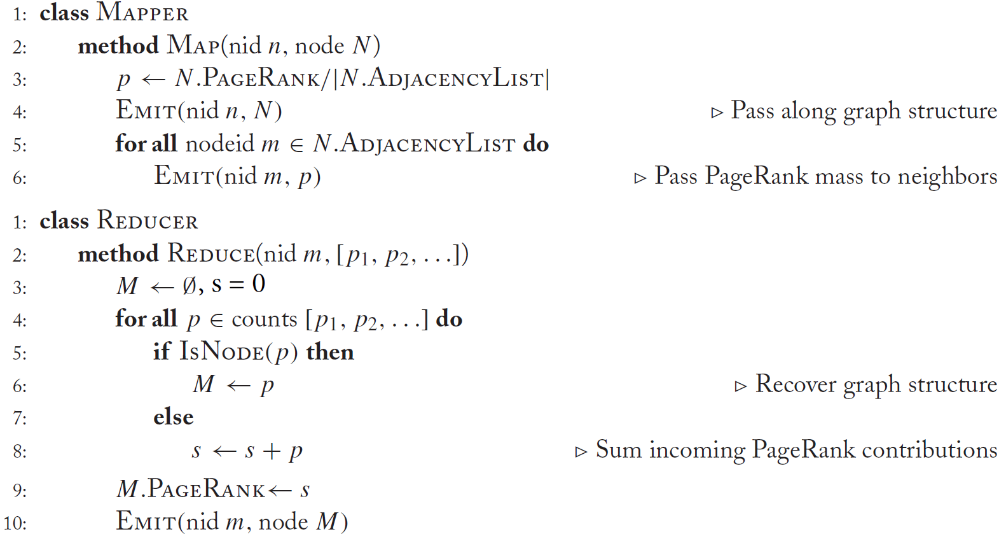 1: class Mapper
2: method Map(nid n, node N)
3: p ← N.PageRank/|N.AdjacencyList|
4: Emit(nid n, N) ▷ Pass along graph structure
5: for all nodeid m ∈ N.AdjacencyList do
6: Emit(nid m, p) ▷ Pass PageRank mass to neighbors
1: class Reducer
2: method Reduce(nid m, [p₁, p₂, . . .])
3: M ← ∅, s = 0
4: for all p ∈ counts [p₁, p₂, . . .] do
5: if IsNode(p) then
6: M ← p ▷ Recover graph structure
7: else
8: s ← s + p ▷ Sum incoming PageRank contributions
9: M.PageRank ← s
10: Emit(nid m, node M)